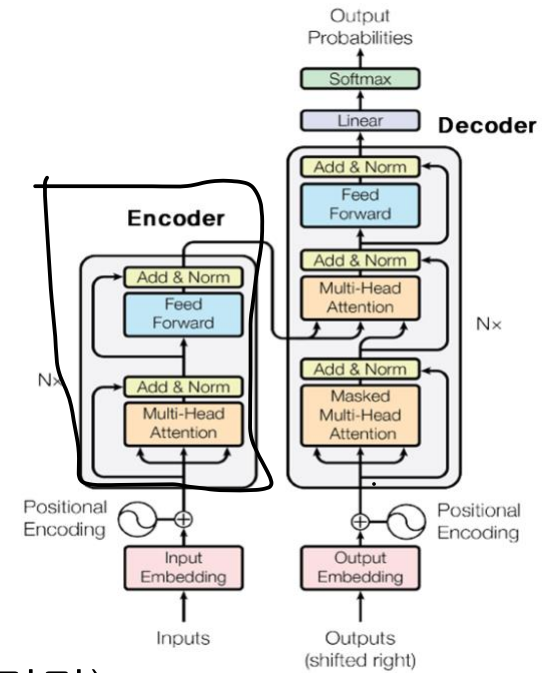 Output
Probabilities
Softmax
Linear
Decoder
Add & Norm
Feed
Forward
Add & Norm
Multi-Head
Attention
Nx
Add & Norm
Masked
Multi-Head
Attention
Encoder
Add & Norm
Feed
Forward
Nx
Add & Norm
Multi-Head
Attention
Positional
Encoding
Positional
Encoding
Input
Embedding
Output
Embedding
Inputs
Outputs
(shifted right)